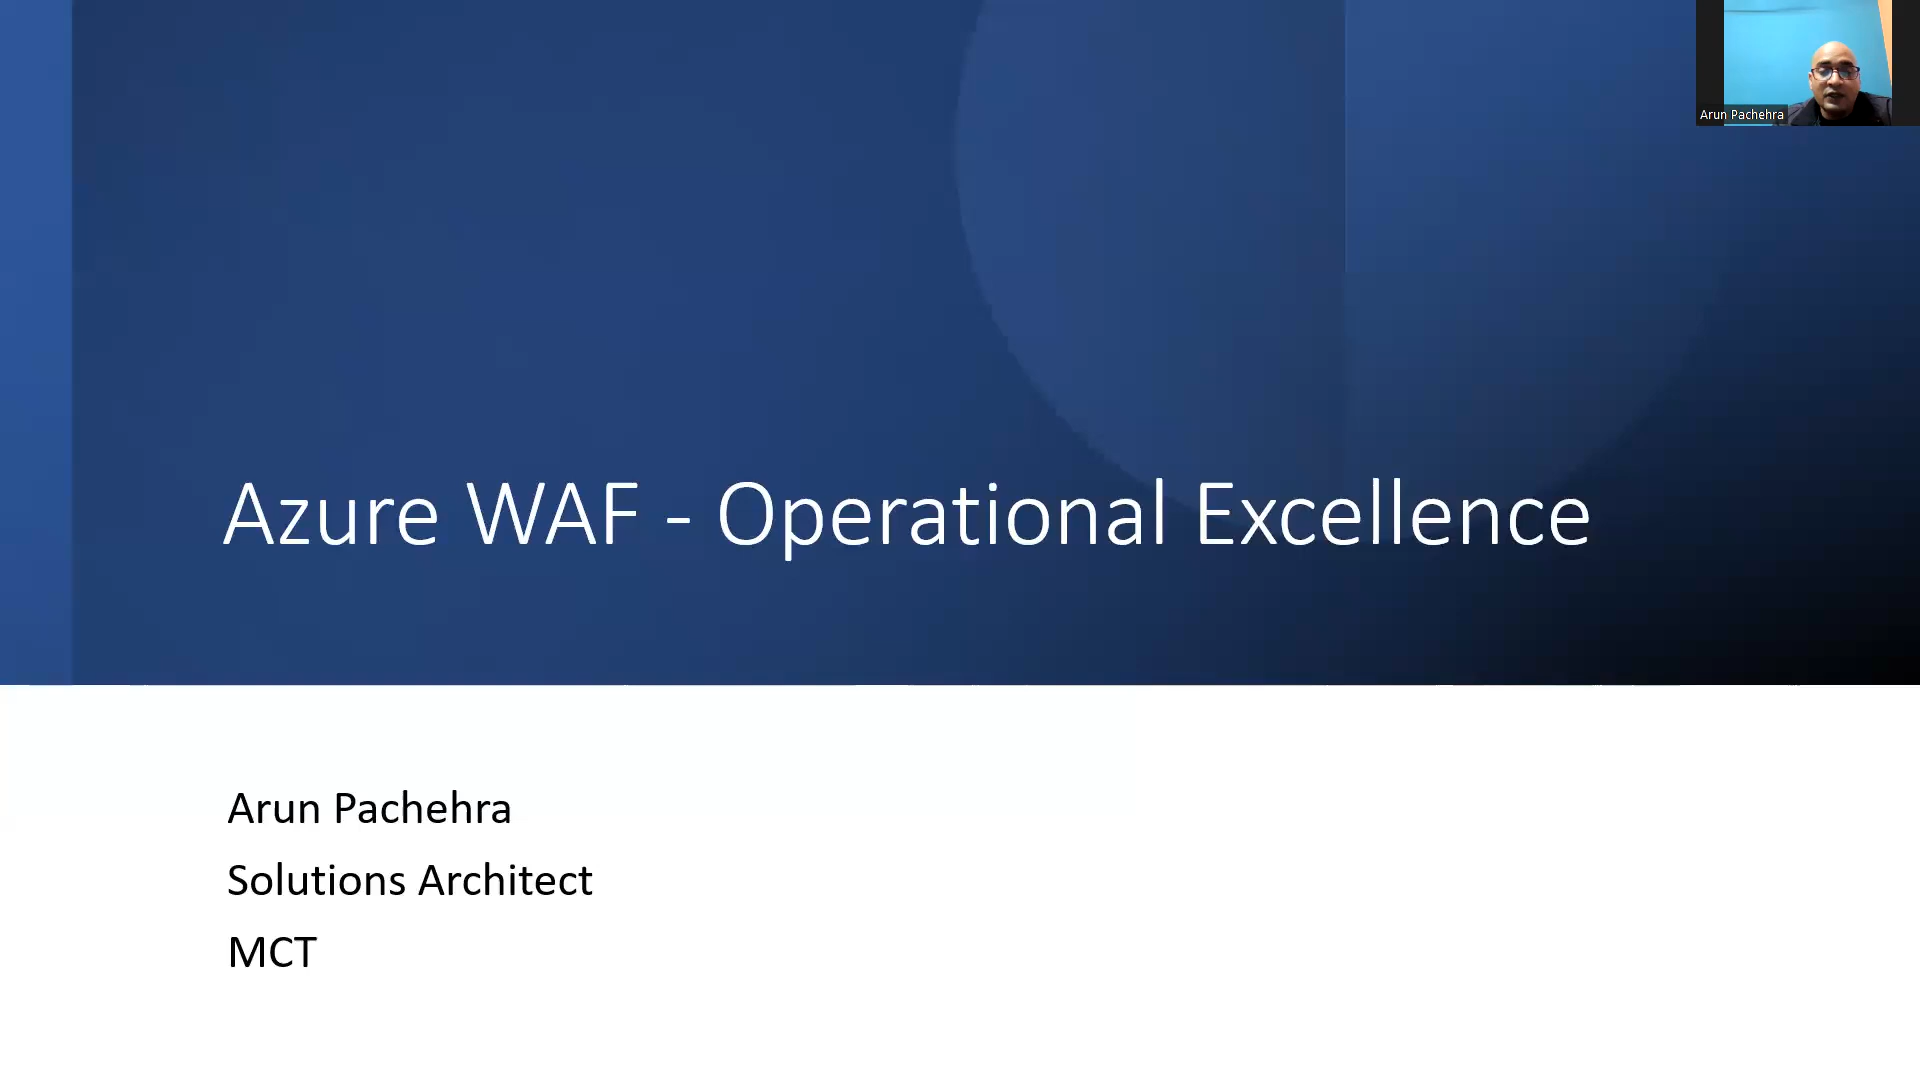 Arun Pachehra
Azure WAF - Operational Excellence
Arun Pachehra
Solutions Architect
MCT